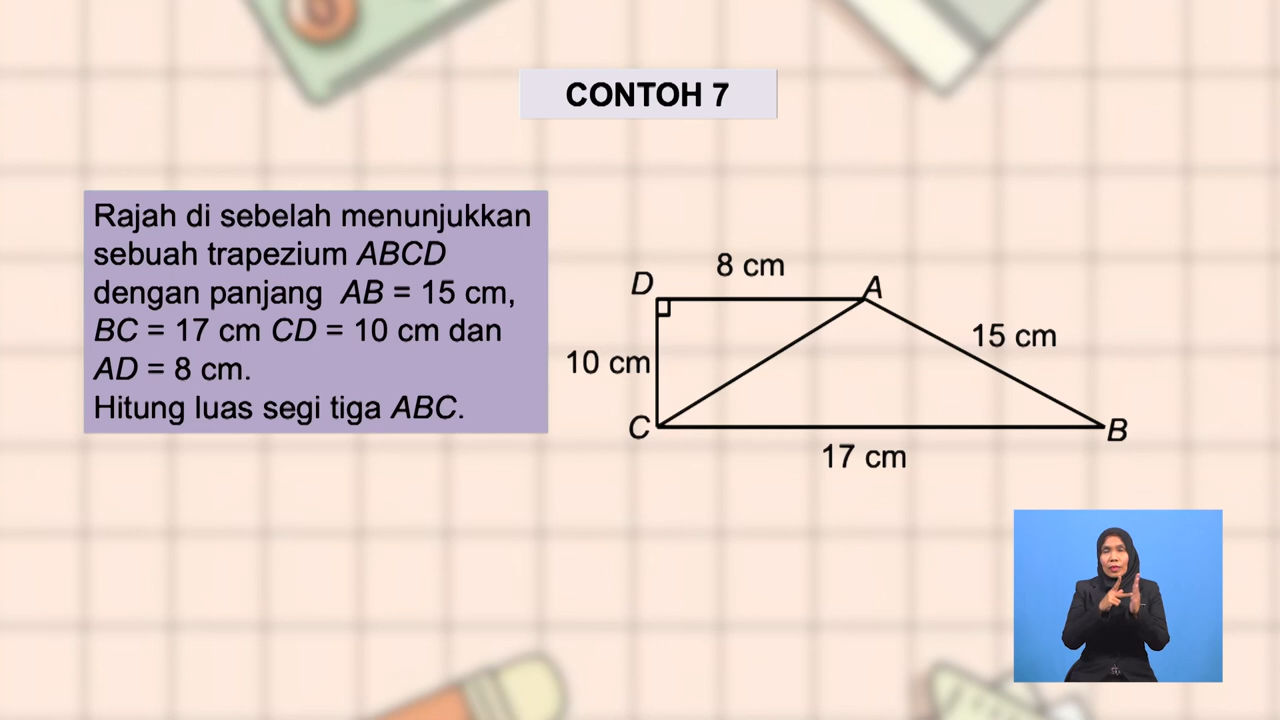 CONTOH 7
Rajah di sebelah menunjukkan
sebuah trapezium ABCD
dengan panjang AB = 15 cm,
BC = 17 cm CD = 10 cm dan
AD = 8 cm.
Hitung luas segi tiga ABC.
8 cm
D
A
15 cm
10 cm
C
B
17 cm